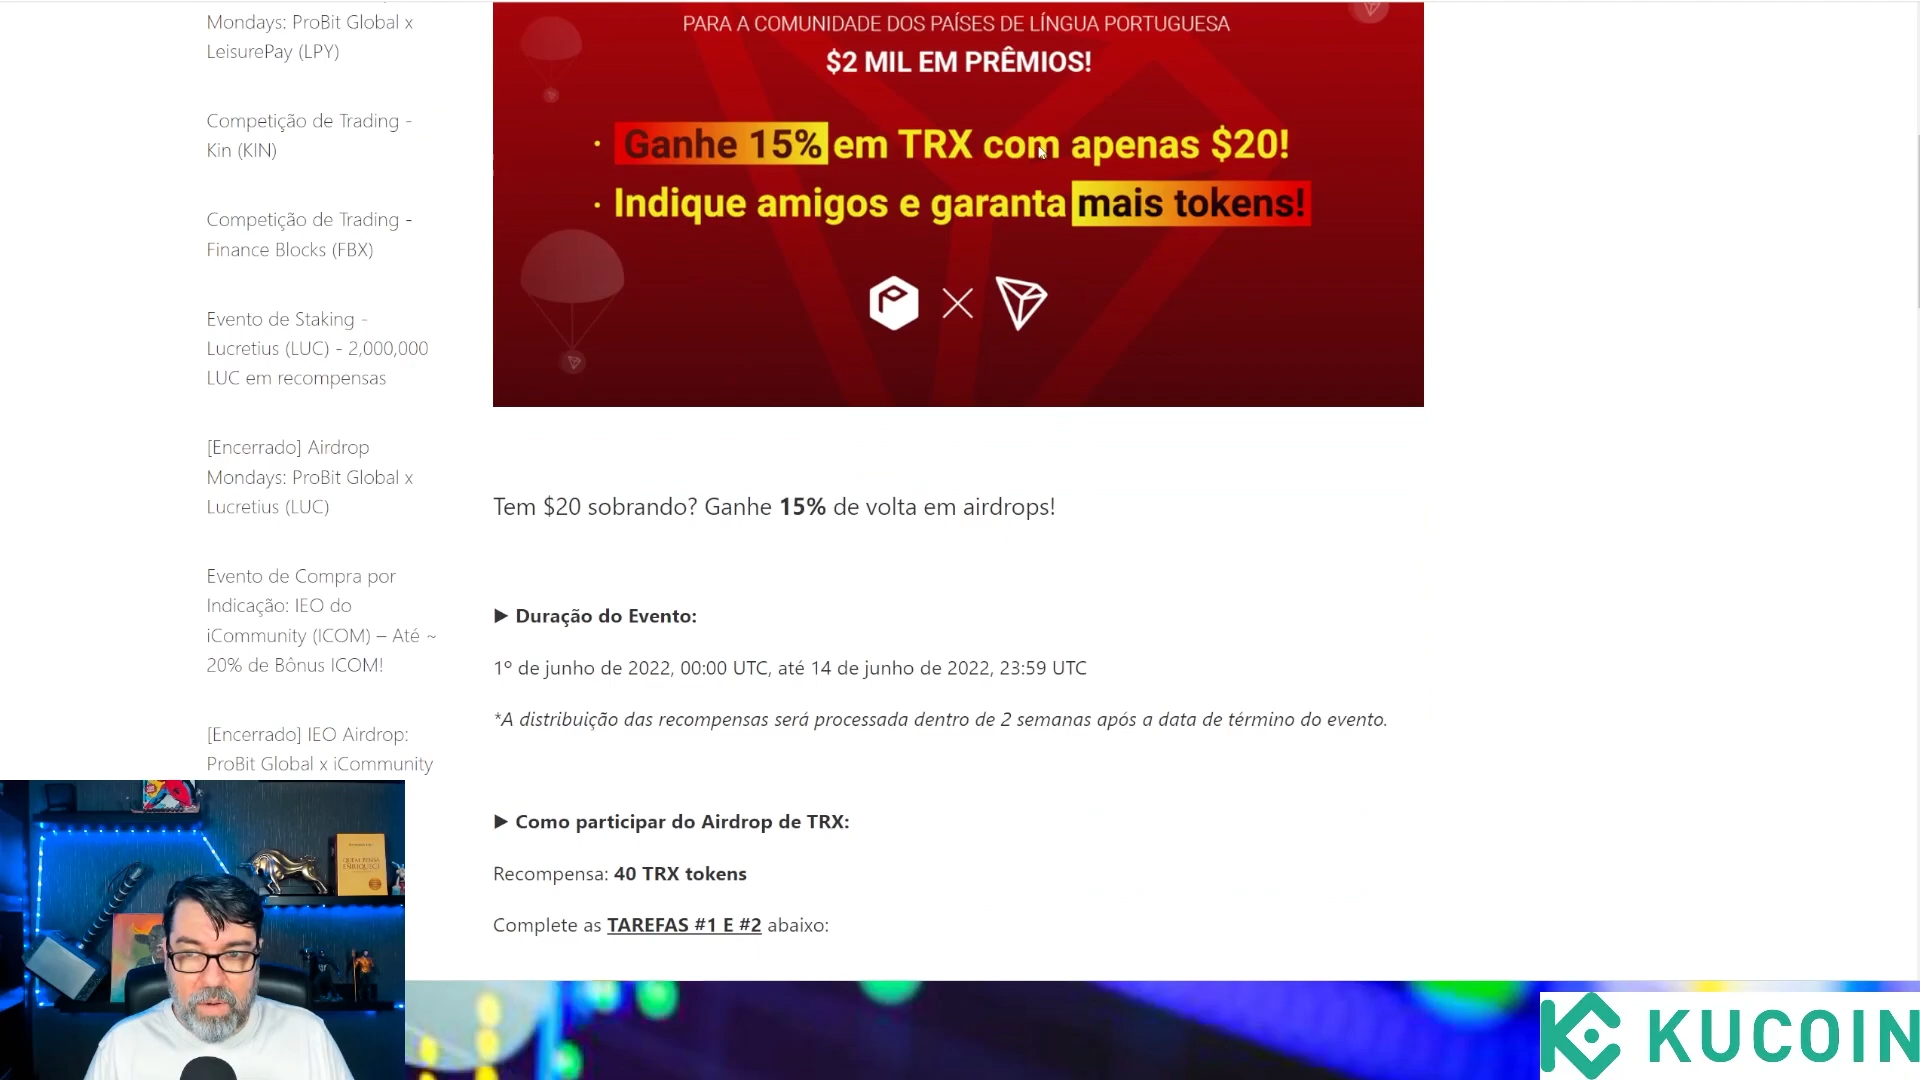 Mondays: ProBit Global x
LeisurePay (LPY)
Competição de Trading -
Kin (KIN)
Competição de Trading -
Finance Blocks (FBX)
Evento de Staking -
Lucretius (LUC) - 2,000,000
LUC em recompensas
[Encerrado] Airdrop
Mondays: ProBit Global x
Lucretius (LUC)
Evento de Compra por
Indicação: IEO do
iCommunity (ICOM) – Até ~
20% de Bônus ICOM!
[Encerrado] IEO Airdrop:
ProBit Global x iCommunity
PARA A COMUNIDADE DOS PAÍSES DE LÍNGUA PORTUGUESA
$2 MIL EM PRÊMIOS!
· Ganhe 15% em TRX com apenas $20!
· Indique amigos e garanta mais tokens!
Tem $20 sobrando? Ganhe 15% de volta em airdrops!
► Duração do Evento:
1º de junho de 2022, 00:00 UTC, até 14 de junho de 2022, 23:59 UTC
*A distribuição das recompensas será processada dentro de 2 semanas após a data de término do evento.
► Como participar do Airdrop de TRX:
Recompensa: 40 TRX tokens
Complete as TAREFAS #1 E #2 abaixo:
QUEM PENSA
ENRIQUECE
KUCOIN